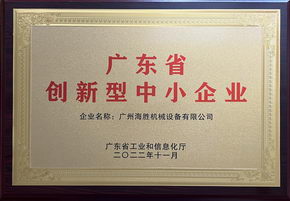 广东省
创新型中小企业
企业名称：广州海胜机械设备有限公司
广东省工业和信息化厅
二〇二二年十一月